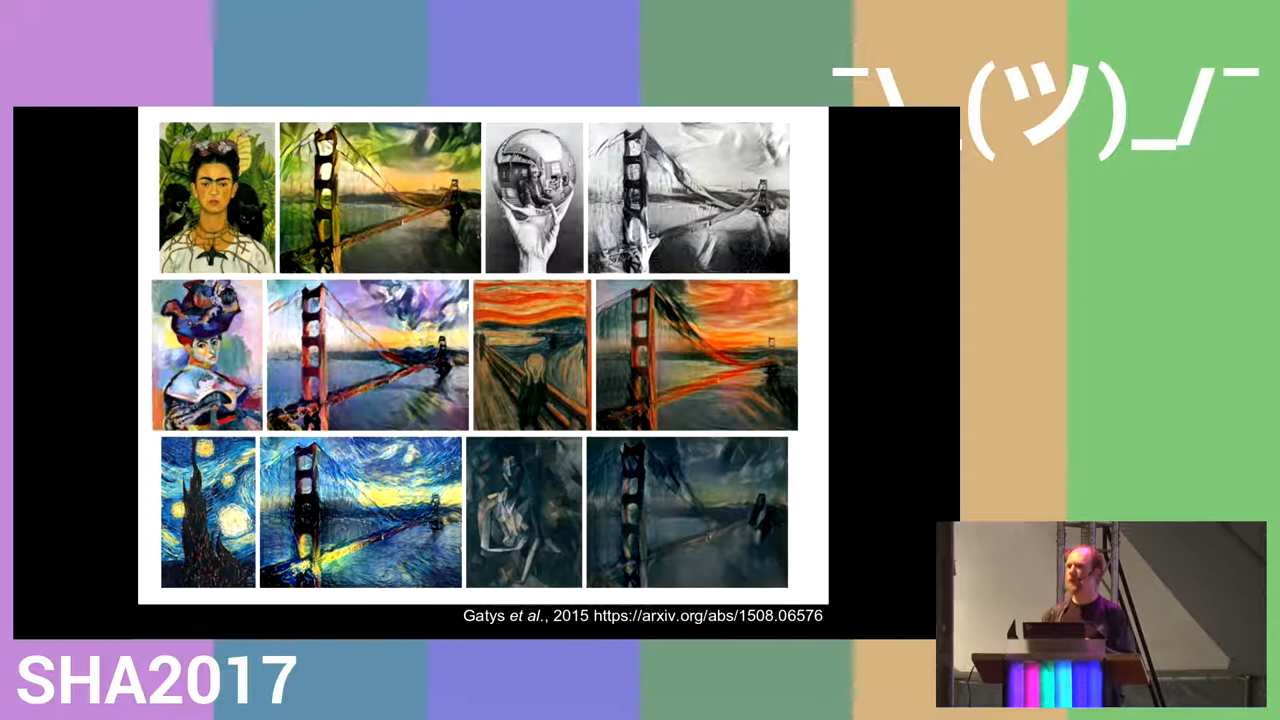 ¯\_(ツ)_/¯
Gatys et al., 2015 https://arxiv.org/abs/1508.06576
SHA2017